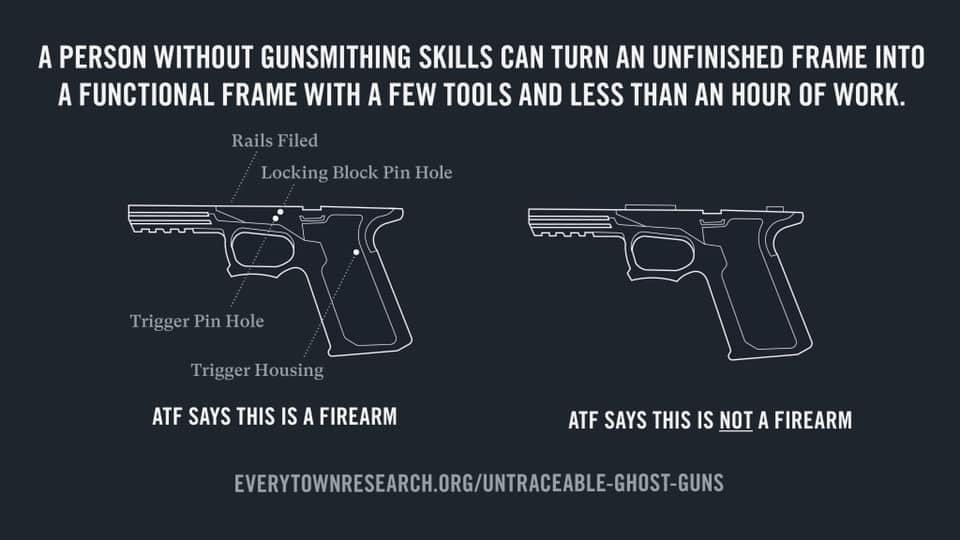 A PERSON WITHOUT GUNSMITHING SKILLS CAN TURN AN UNFINISHED FRAME INTO
A FUNCTIONAL FRAME WITH A FEW TOOLS AND LESS THAN AN HOUR OF WORK.
Rails Filed
Locking Block Pin Hole
Trigger Pin Hole
Trigger Housing
ATF SAYS THIS IS A FIREARM
ATF SAYS THIS IS NOT A FIREARM
EVERYTOWNRESEARCH.ORG/UNTRACEABLE-GHOST-GUNS